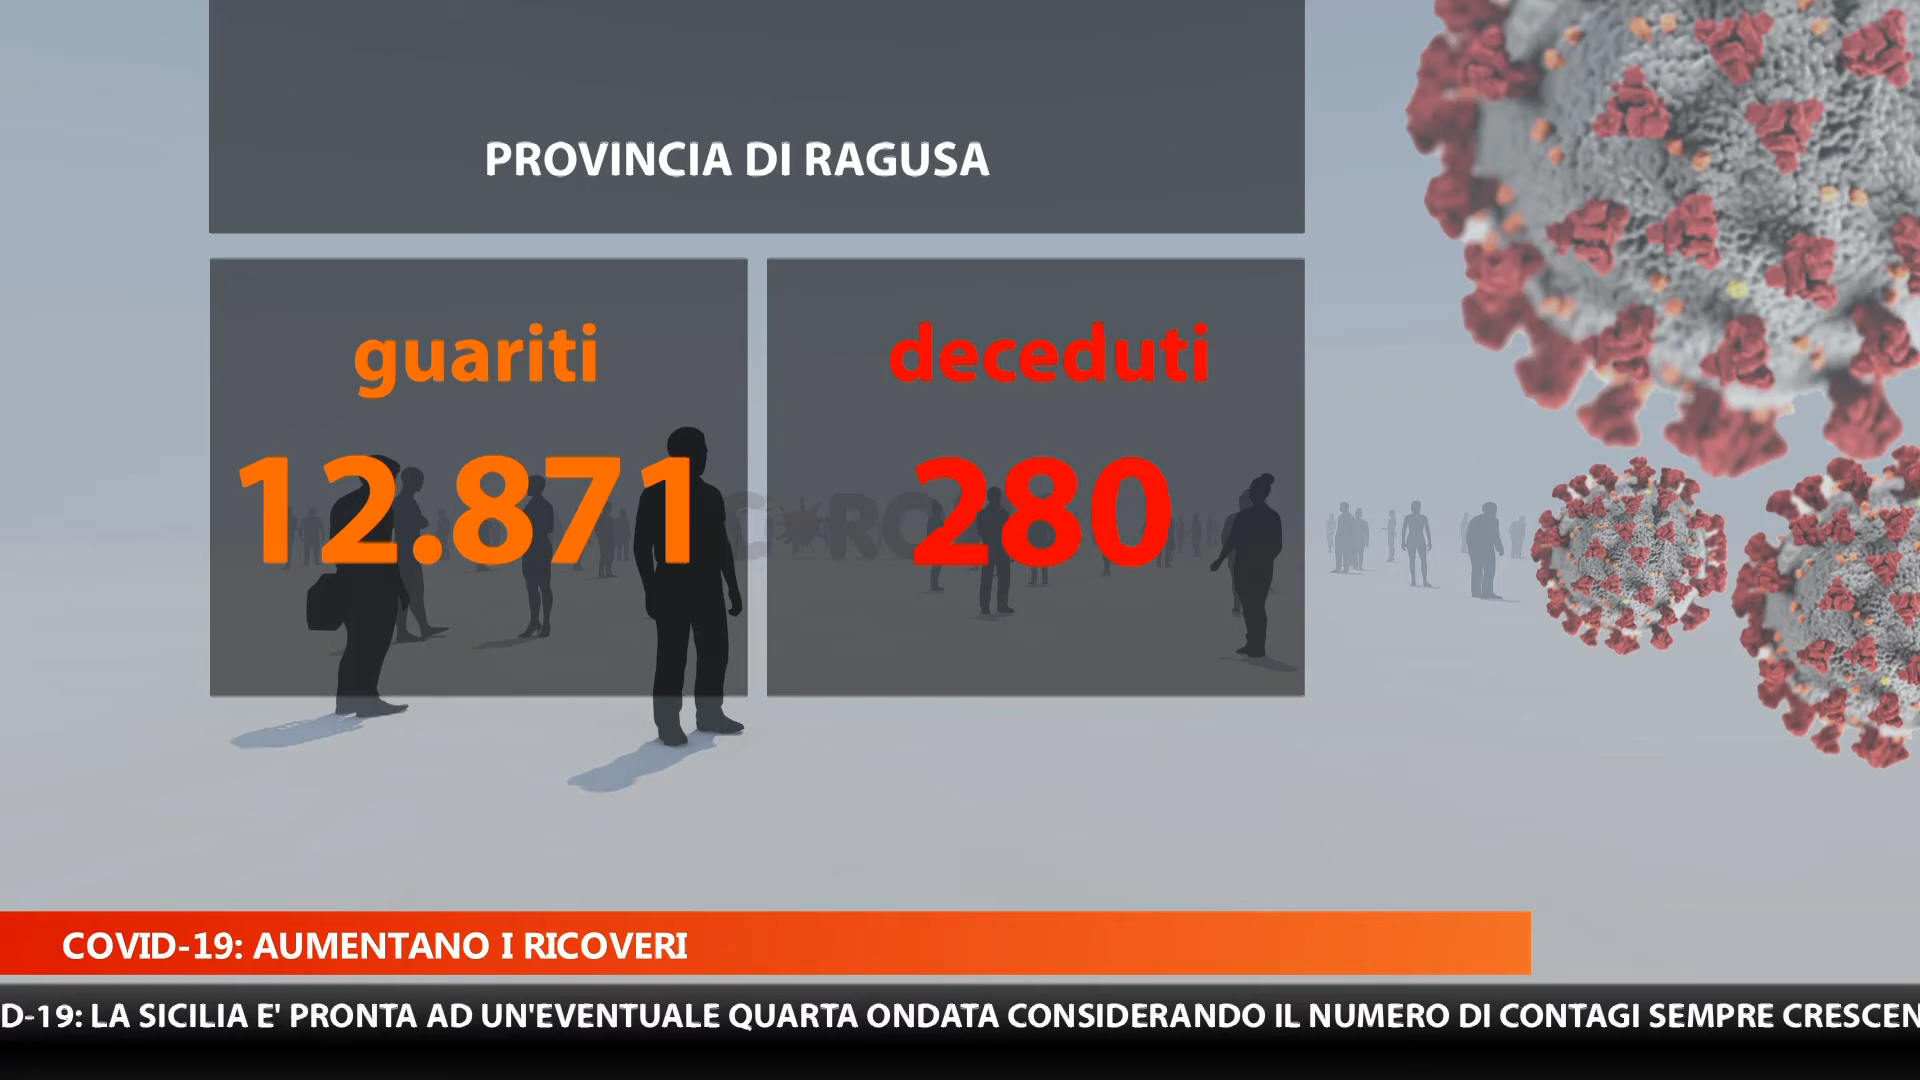 PROVINCIA DI RAGUSA
guariti
deceduti
12.871
280
COVID-19: AUMENTANO I RICOVERI
D-19: LA SICILIA E' PRONTA AD UN'EVENTUALE QUARTA ONDATA CONSIDERANDO IL NUMERO DI CONTAGI SEMPRE CRESCEN